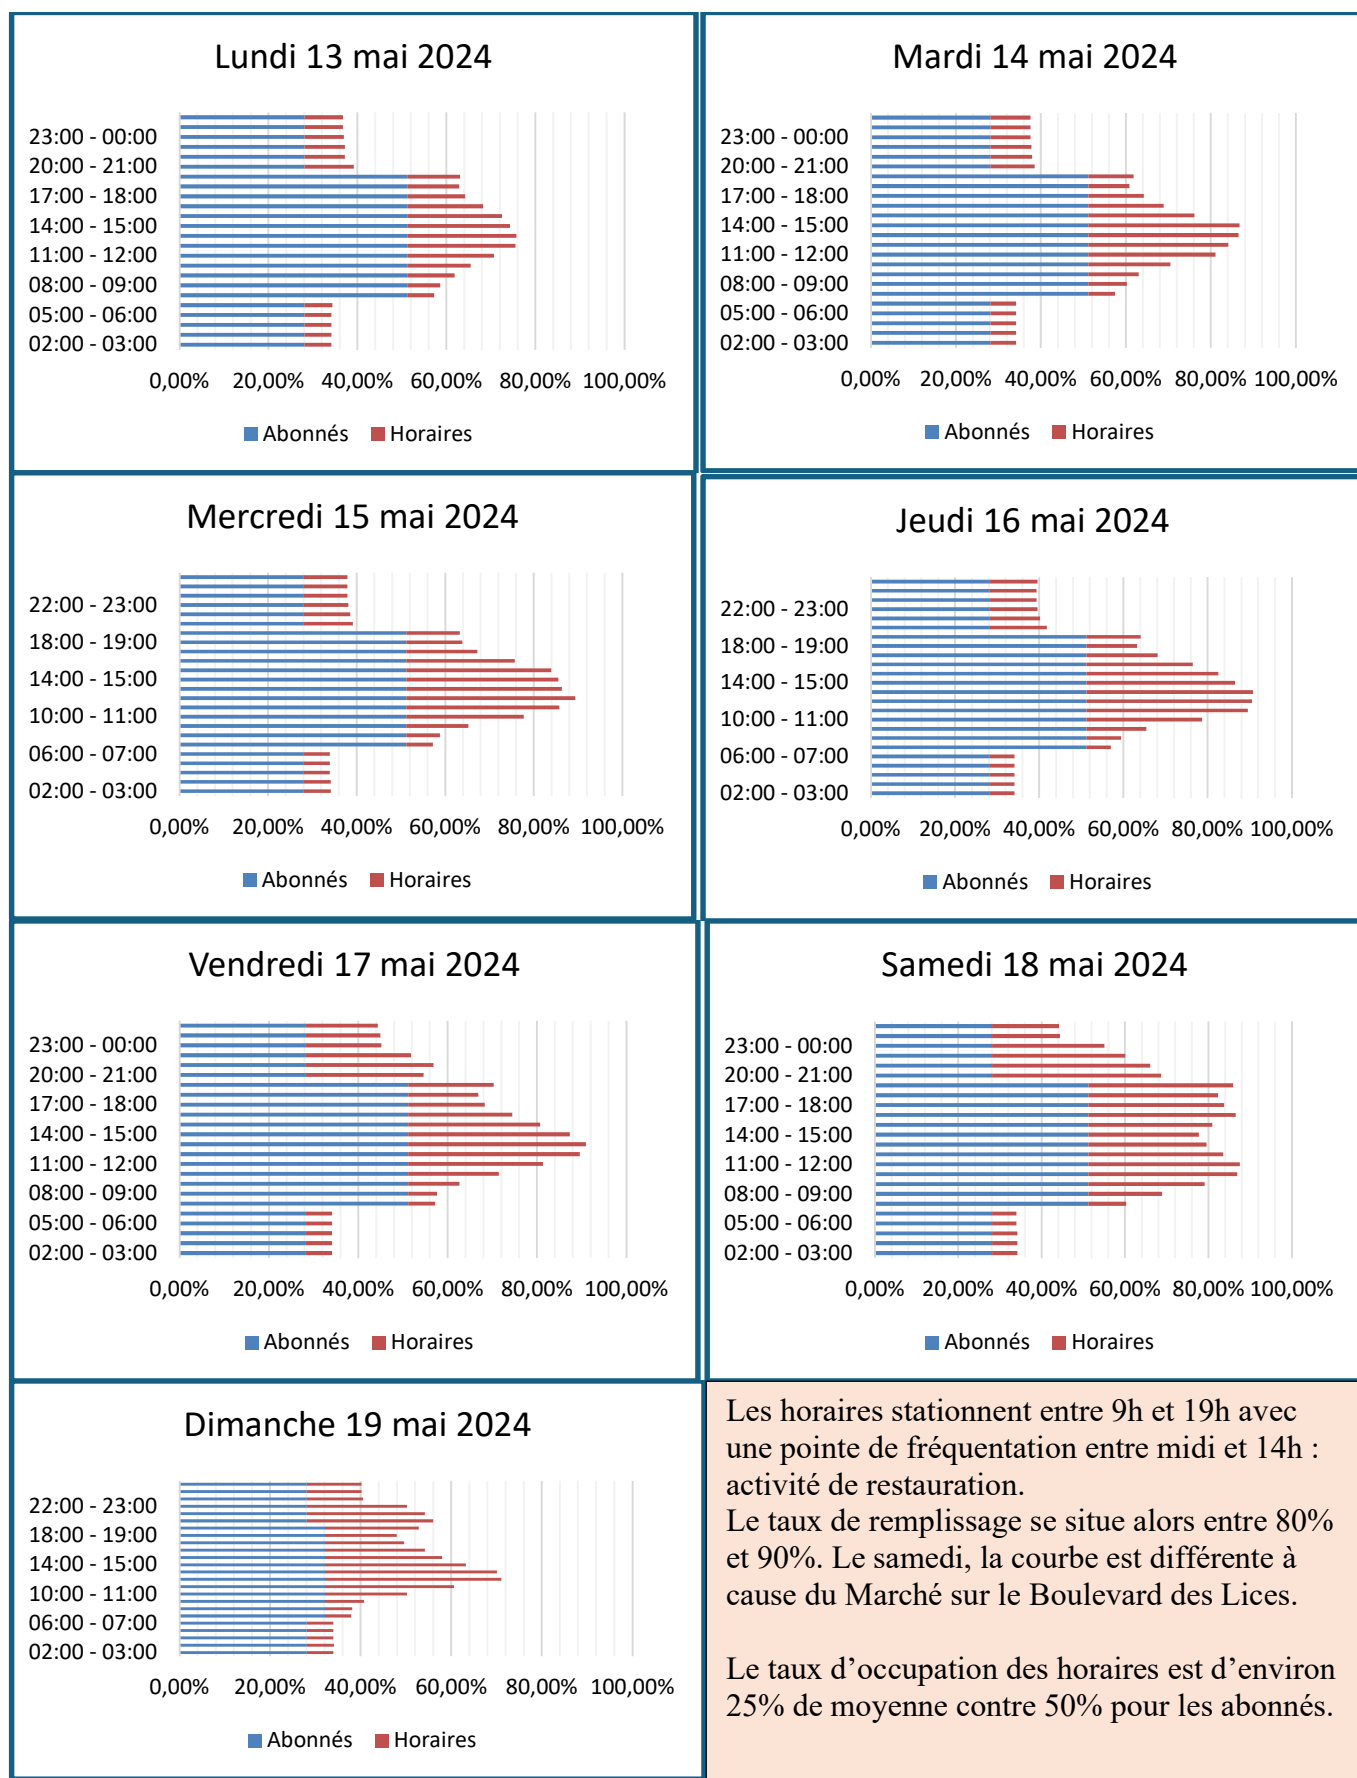 Lundi 13 mai 2024
23:00 - 00:00
20:00 - 21:00
17:00 - 18:00
14:00 - 15:00
11:00 - 12:00
08:00 - 09:00
05:00 - 06:00
02:00 - 03:00
0,00% 20,00% 40,00% 60,00% 80,00% 100,00%
Abonnés Horaires
Mardi 14 mai 2024
23:00 - 00:00
20:00 - 21:00
17:00 - 18:00
14:00 - 15:00
11:00 - 12:00
08:00 - 09:00
05:00 - 06:00
02:00 - 03:00
0,00% 20,00% 40,00% 60,00% 80,00% 100,00%
Abonnés Horaires
Mercredi 15 mai 2024
22:00 - 23:00
18:00 - 19:00
14:00 - 15:00
10:00 - 11:00
06:00 - 07:00
02:00 - 03:00
0,00% 20,00% 40,00% 60,00% 80,00% 100,00%
Abonnés Horaires
Jeudi 16 mai 2024
22:00 - 23:00
18:00 - 19:00
14:00 - 15:00
10:00 - 11:00
06:00 - 07:00
02:00 - 03:00
0,00% 20,00% 40,00% 60,00% 80,00% 100,00%
Abonnés Horaires
Vendredi 17 mai 2024
23:00 - 00:00
20:00 - 21:00
17:00 - 18:00
14:00 - 15:00
11:00 - 12:00
08:00 - 09:00
05:00 - 06:00
02:00 - 03:00
0,00% 20,00% 40,00% 60,00% 80,00% 100,00%
Abonnés Horaires
Samedi 18 mai 2024
23:00 - 00:00
20:00 - 21:00
17:00 - 18:00
14:00 - 15:00
11:00 - 12:00
08:00 - 09:00
05:00 - 06:00
02:00 - 03:00
0,00% 20,00% 40,00% 60,00% 80,00% 100,00%
Abonnés Horaires
Dimanche 19 mai 2024
22:00 - 23:00
18:00 - 19:00
14:00 - 15:00
10:00 - 11:00
06:00 - 07:00
02:00 - 03:00
0,00% 20,00% 40,00% 60,00% 80,00% 100,00%
Abonnés Horaires
Les horaires stationnent entre 9h et 19h avec
une pointe de fréquentation entre midi et 14h :
activité de restauration.
Le taux de remplissage se situe alors entre 80%
et 90%. Le samedi, la courbe est différente à
cause du Marché sur le Boulevard des Lices.
Le taux d’occupation des horaires est d’environ
25% de moyenne contre 50% pour les abonnés.